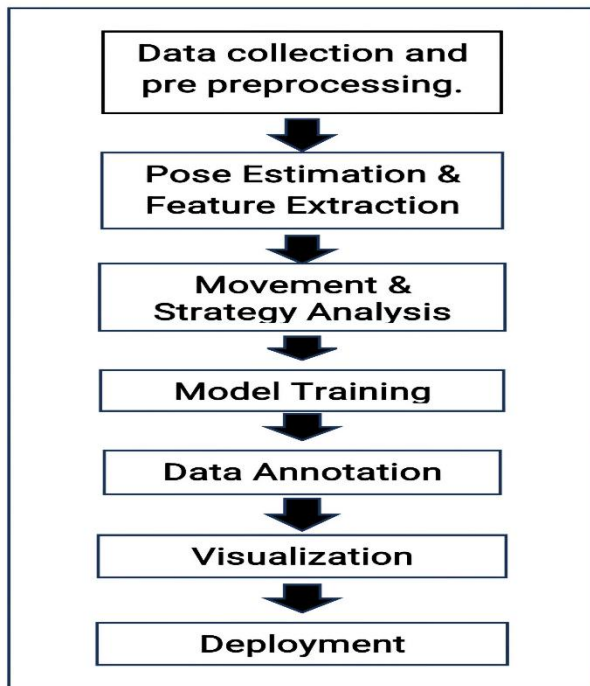 Data collection and
pre preprocessing.
Pose Estimation &
Feature Extraction
Movement &
Strategy Analysis
Model Training
Data Annotation
Visualization
Deployment